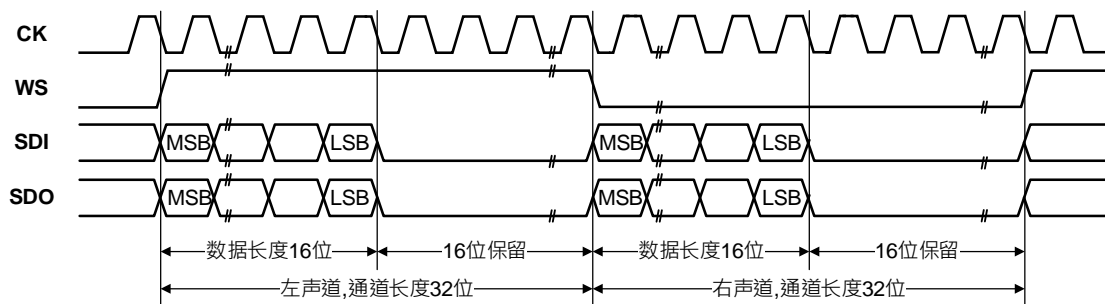 CK
WS
SDI MSB LSB MSB LSB
SDO MSB LSB MSB LSB
数据长度16位 16位保留 数据长度16位 16位保留
左声道,通道长度32位 右声道,通道长度32位